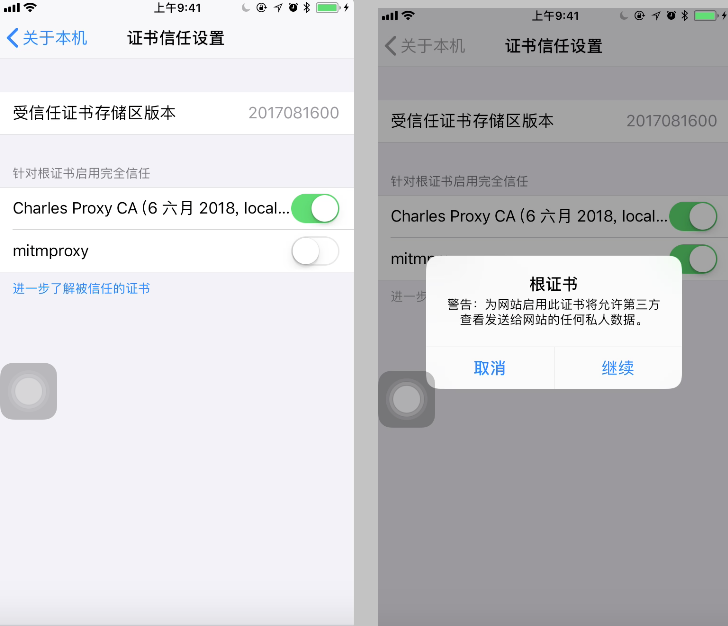 上午9:41
关于本机
证书信任设置
受信任证书存储区版本
2017081600
针对根证书启用完全信任
Charles Proxy CA (6 六月 2018, local...
mitmproxy
进一步了解被信任的证书
上午9:41
关于本机
证书信任设置
受信任证书存储区版本
2017081600
针对根证书启用完全信任
Charles Proxy CA (6 六月 2018, local...
mitmp
进一步
根证书
警告：为网站启用此证书将允许第三方
查看发送给网站的任何私人数据。
取消
继续